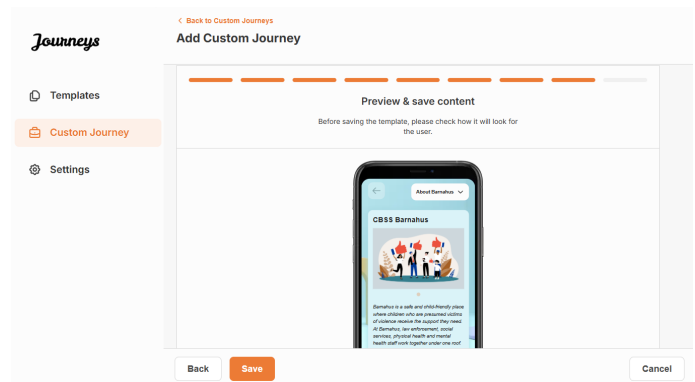 Journeys
Templates
Custom Journey
Settings
Back to Custom Journeys
Add Custom Journey
Preview & save content
Before saving the template, please check how it will look for
the user.
About Barnahus
CBSS Barnahus
Barnahus is a safe and child-friendly place
where children who are presumed victims
of violence receive the support they need.
At Barnahus, law enforcement, social
services, physical health and mental
health staff work together under one roof.
Back
Save
Cancel